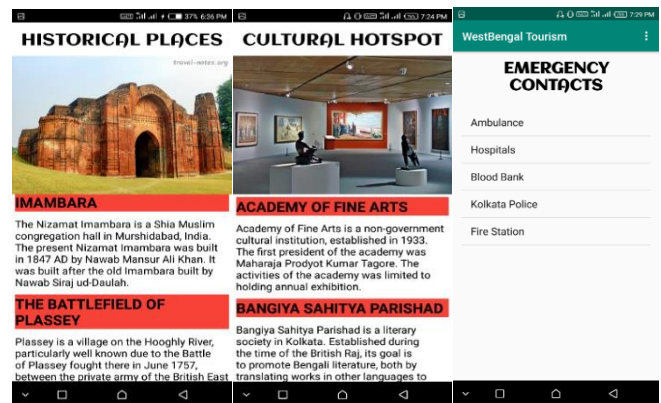 37% 6:36 PM
HISTORICAL PLACES
travel-notes.org
IMAMBARA
The Nizamat Imambara is a Shia Muslim
congregation hall in Murshidabad, India.
The present Nizamat Imambara was built
in 1847 AD by Nawab Mansur Ali Khan. It
was built after the old Imambara built by
Nawab Siraj ud-Daulah.
THE BATTLEFIELD OF
PLASSEY
Plassey is a village on the Hooghly River,
particularly well known due to the Battle
of Plassey fought there in June 1757,
between the private army of the British East
7:24 PM
CULTURAL HOTSPOT
ACADEMY OF FINE ARTS
Academy of Fine Arts is a non-government
cultural institution, established in 1933.
The first president of the academy was
Maharaja Prodyot Kumar Tagore. The
activities of the academy was limited to
holding annual exhibition.
BANGIYA SAHITYA PARISHAD
Bangiya Sahitya Parishad is a literary
society in Kolkata. Established during
the time of the British Raj, its goal is
to promote Bengali literature, both by
translating works in other languages to
7:29 PM
WestBengal Tourism
EMERGENCY
CONTACTS
Ambulance
Hospitals
Blood Bank
Kolkata Police
Fire Station